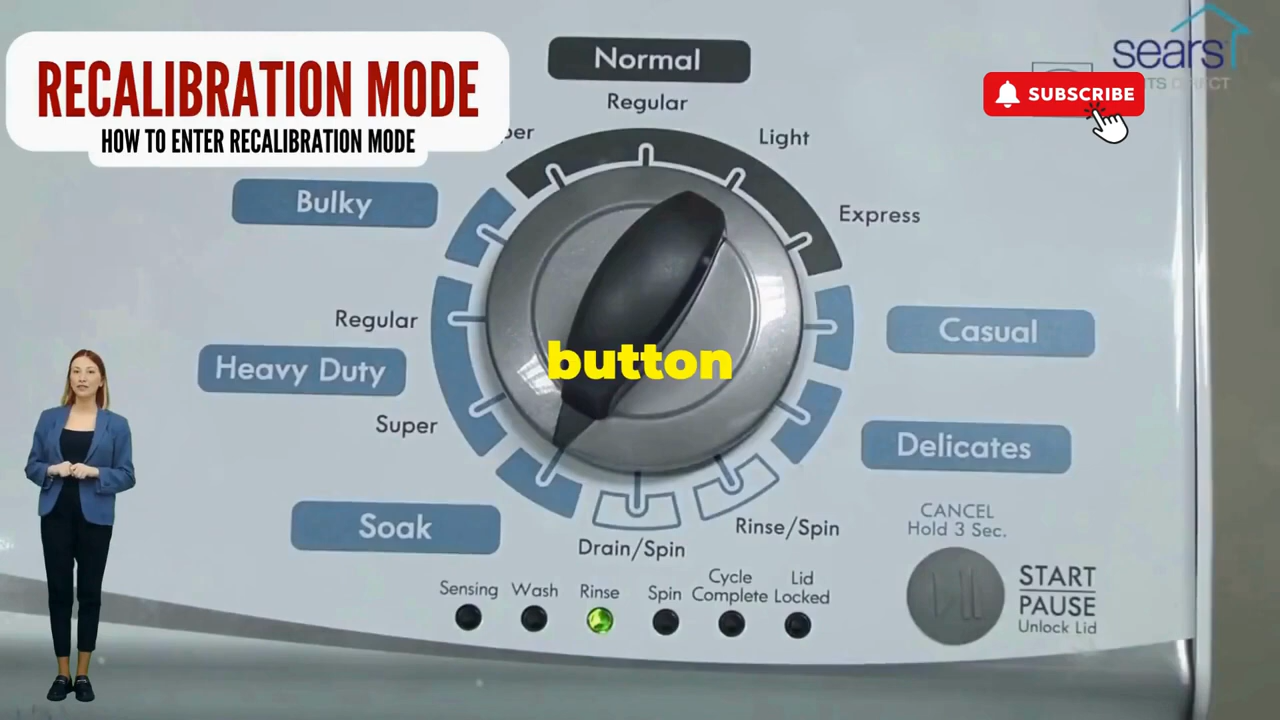 RECALIBRATION MODE
HOW TO ENTER RECALIBRATION MODE
sears
DIRECT
SUBSCRIBE
Normal
Regular
Light
Express
Bulky
Regular
Heavy Duty
Super
Casual
Delicates
button
Soak
Drain/Spin
Rinse/Spin
CANCEL
Hold 3 Sec.
Sensing
Wash
Rinse
Spin
Cycle
Complete
Lid
Locked
START
PAUSE
Unlock Lid